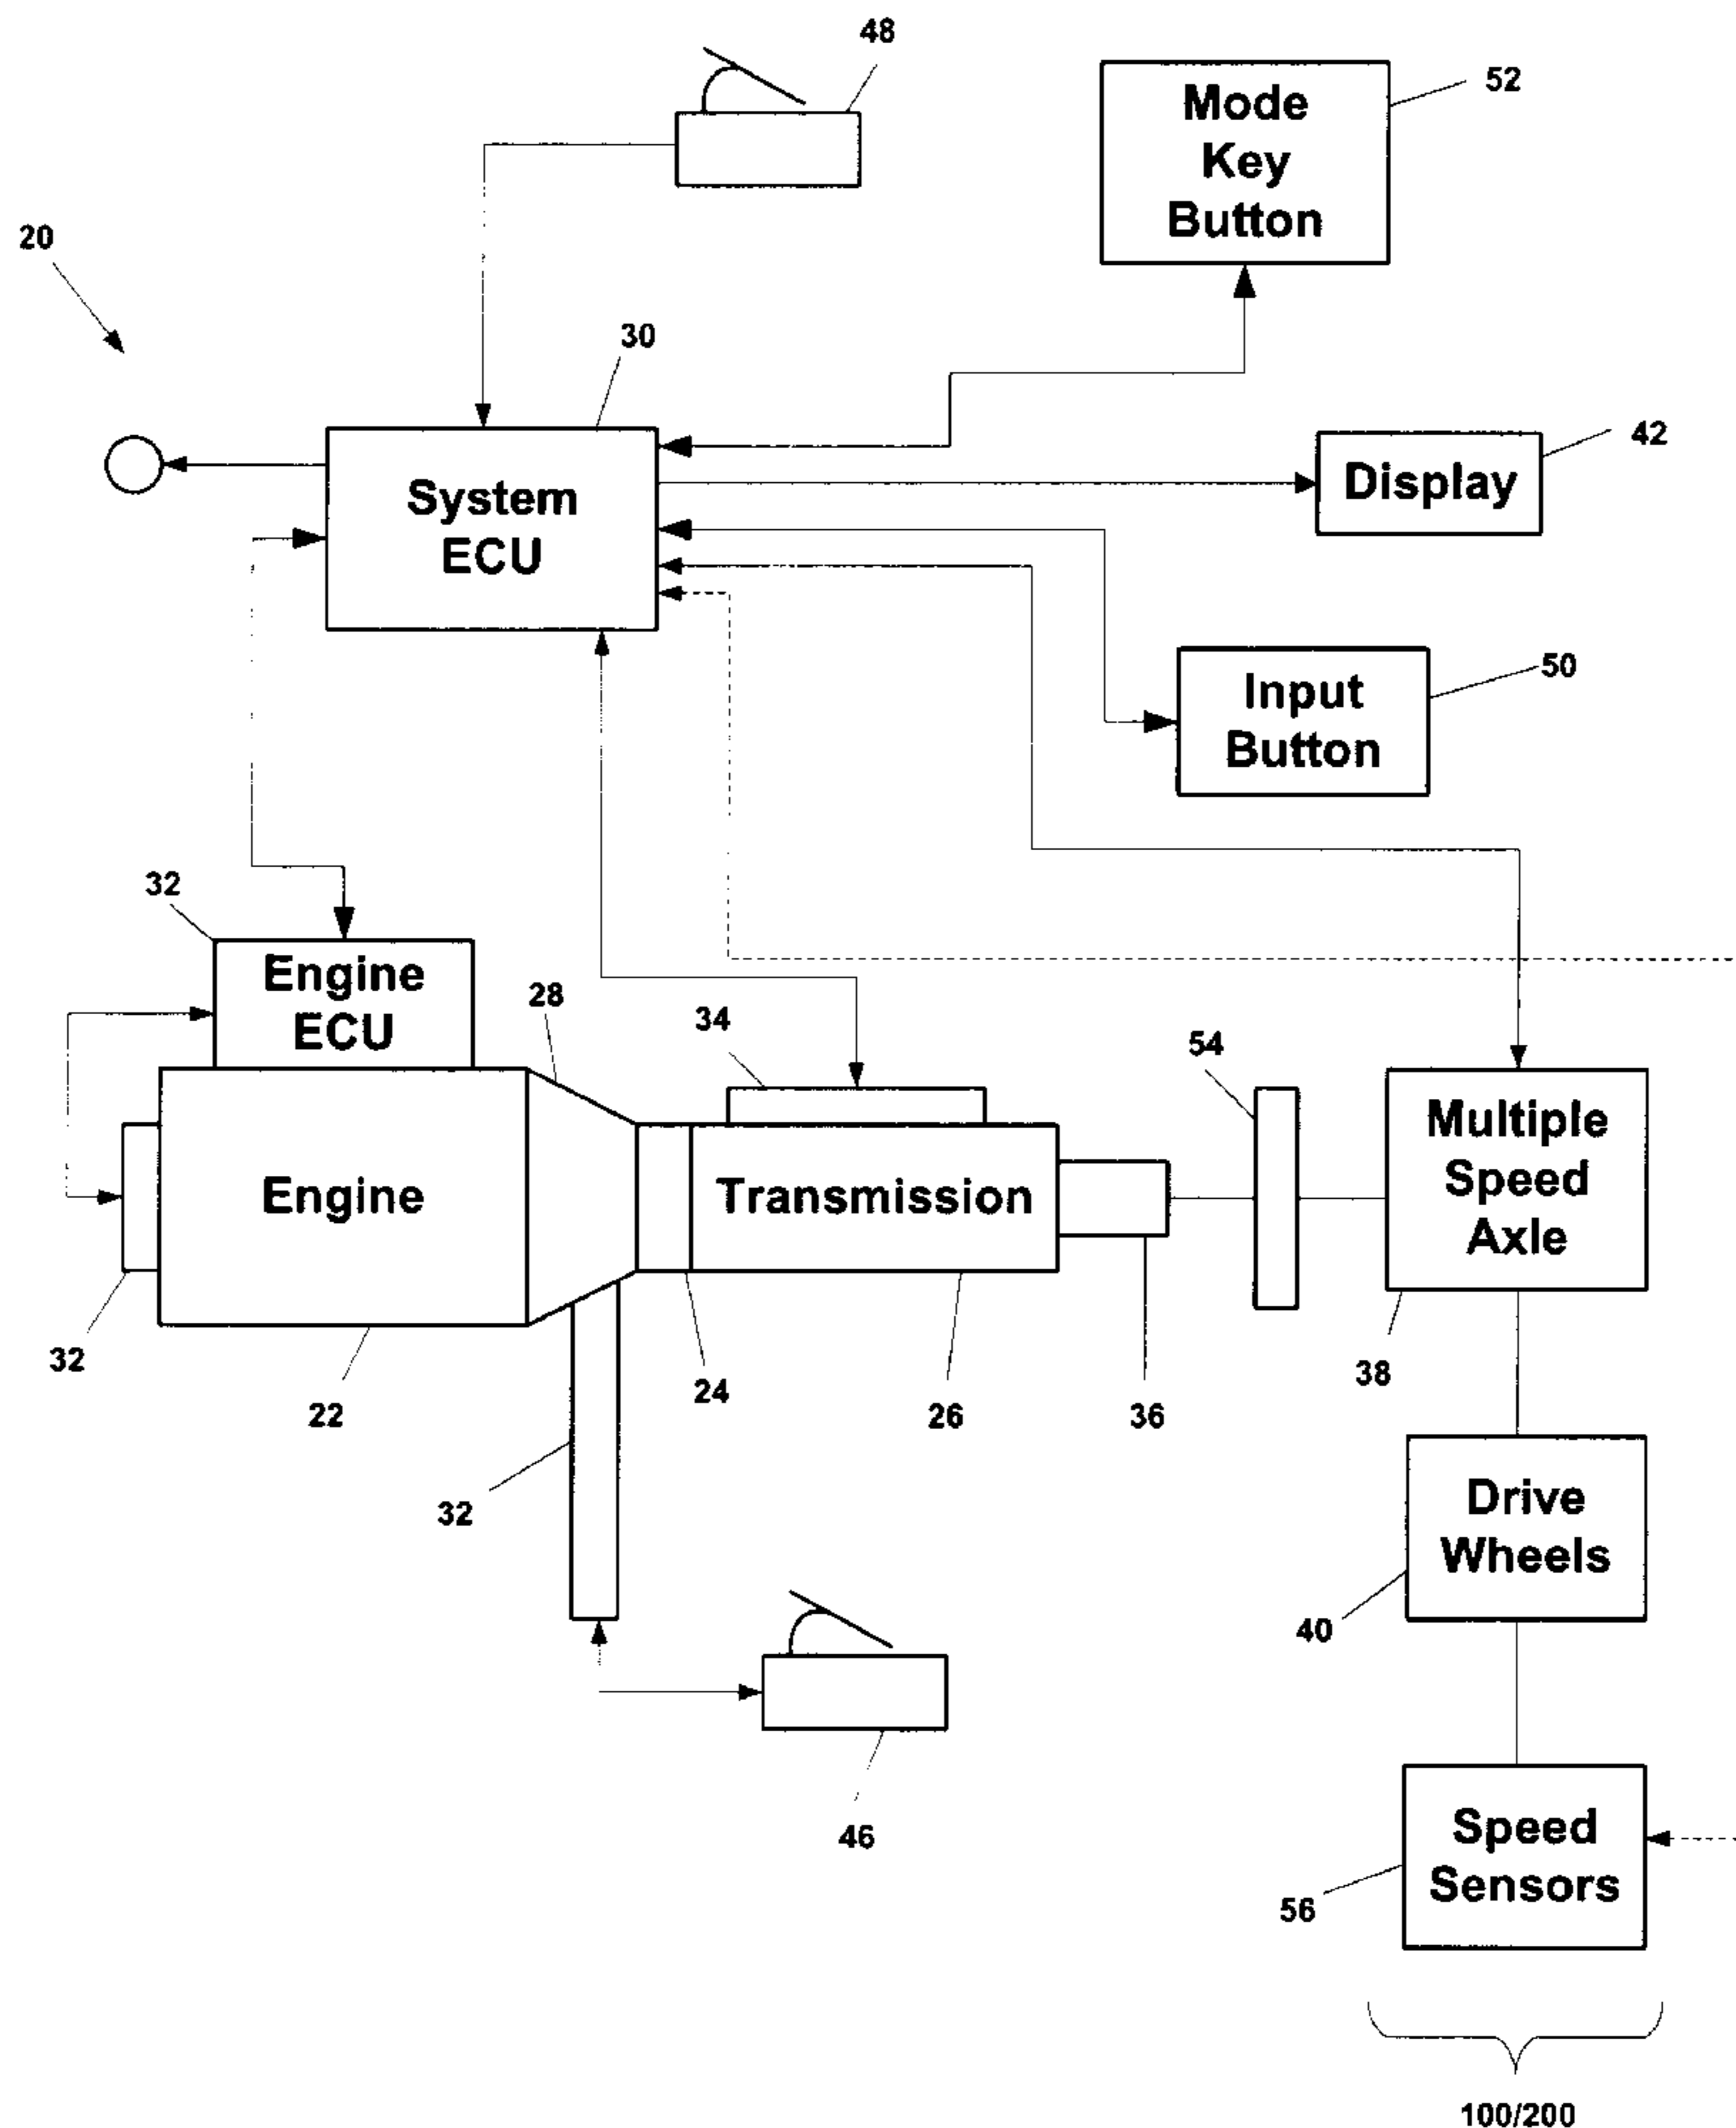 48
52
Mode
Key
Button
20
30
42
Display
System
ECU
50
Input
Button
32
Engine
ECU
28
34
54
Multiple
Speed
Axle
Engine
Transmission
32
22
24
26
36
38
32
Drive
Wheels
40
46
Speed
Sensors
56
100/200